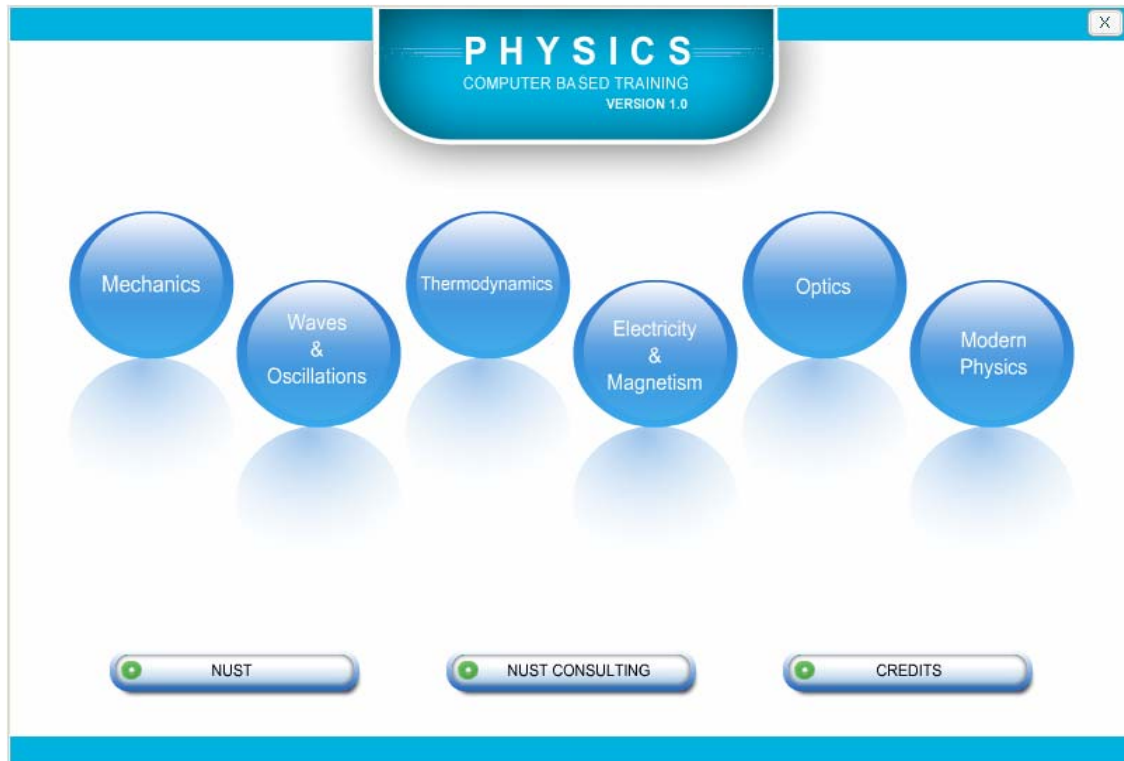 X
PHYSICS
COMPUTER BASED TRAINING
VERSION 1.0
Mechanics
Waves
&
Oscillations
Thermodynamics
Electricity
&
Magnetism
Optics
Modern
Physics
NUST
NUST CONSULTING
CREDITS